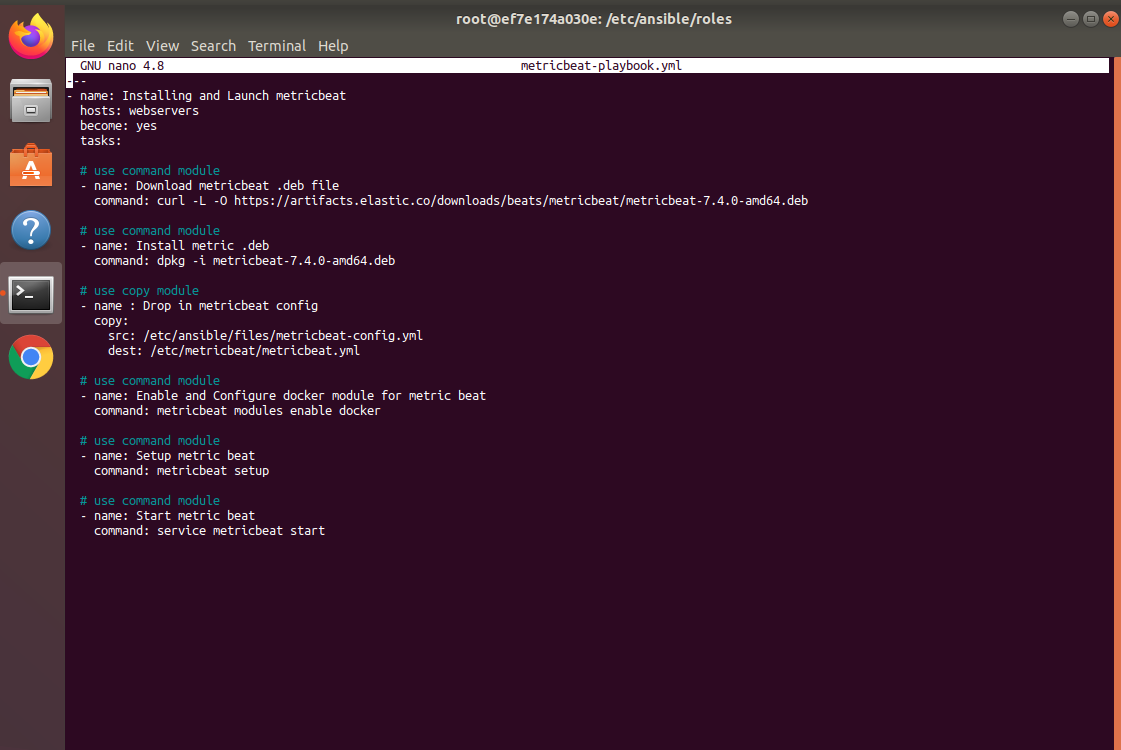 root@ef7e174a030e: /etc/ansible/roles
File Edit View Search Terminal Help
GNU nano 4.8 metricbeat-playbook.yml
---
- name: Installing and Launch metricbeat
  hosts: webservers
  become: yes
  tasks:

  # use command module
  - name: Download metricbeat .deb file
    command: curl -L -O https://artifacts.elastic.co/downloads/beats/metricbeat/metricbeat-7.4.0-amd64.deb

  # use command module
  - name: Install metric .deb
    command: dpkg -i metricbeat-7.4.0-amd64.deb

  # use copy module
  - name : Drop in metricbeat config
    copy:
      src: /etc/ansible/files/metricbeat-config.yml
      dest: /etc/metricbeat/metricbeat.yml

  # use command module
  - name: Enable and Configure docker module for metric beat
    command: metricbeat modules enable docker

  # use command module
  - name: Setup metric beat
    command: metricbeat setup

  # use command module
  - name: Start metric beat
    command: service metricbeat start